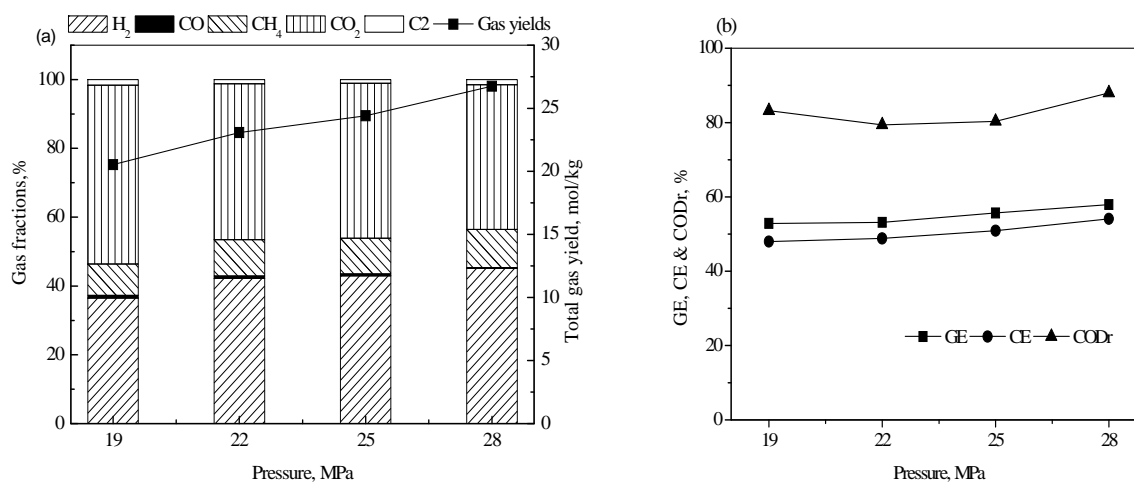 (a)
H2 CO CH4 CO2 C2 Gas yields
100
80
60
40
20
0
Gas fractions,%
30
25
20
15
10
5
0
Total gas yield, mol/kg
19 22 25 28
Pressure, MPa
(b)
100
80
60
40
20
0
GE, CE & CODr, %
GE CE CODr
19 22 25 28
Pressure, MPa